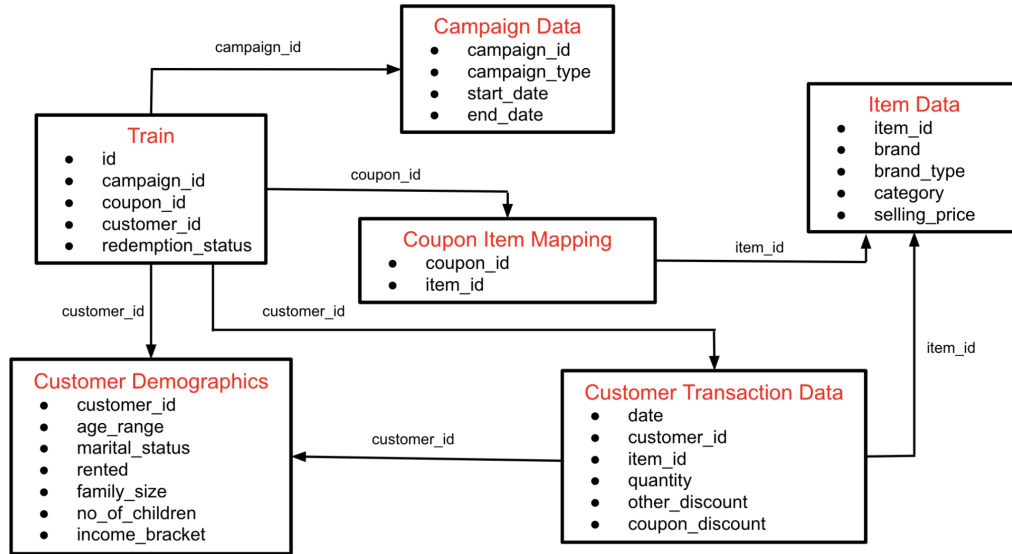 Campaign Data
● campaign_id
● campaign_type
● start_date
● end_date
campaign_id
Train
● id
● campaign_id
● coupon_id
● customer_id
● redemption_status
Item Data
● item_id
● brand
● brand_type
● category
● selling_price
coupon_id
Coupon Item Mapping
● coupon_id
● item_id
item_id
customer_id
customer_id
item_id
Customer Demographics
● customer_id
● age_range
● marital_status
● rented
● family_size
● no_of_children
● income_bracket
customer_id
Customer Transaction Data
● date
● customer_id
● item_id
● quantity
● other_discount
● coupon_discount